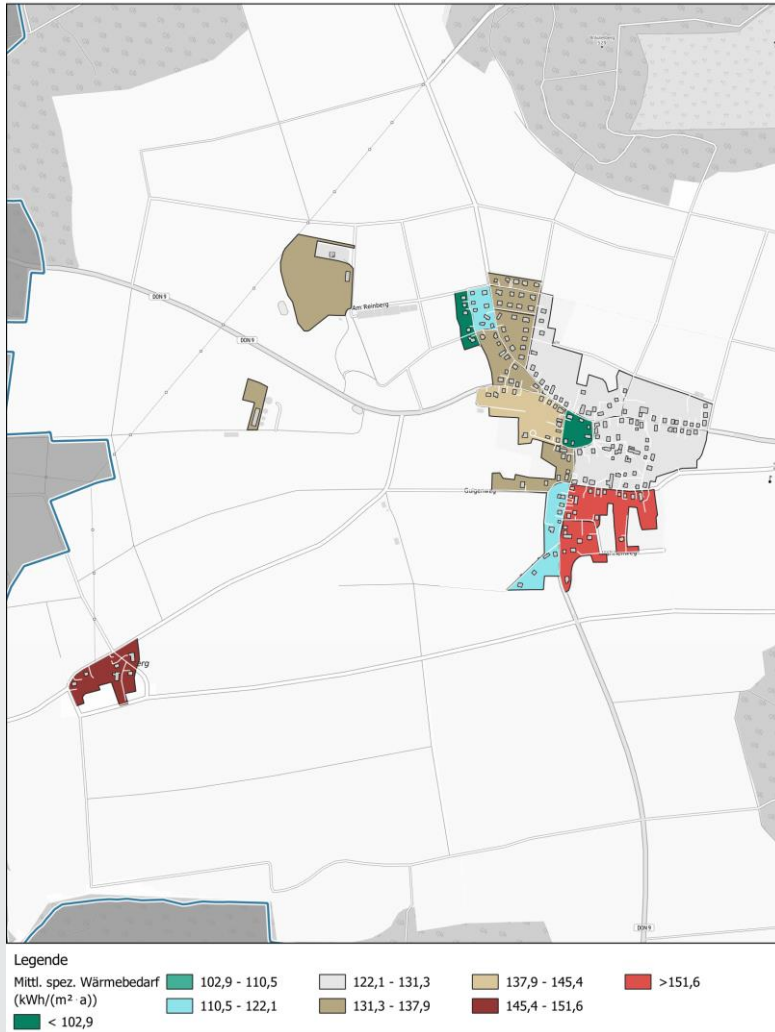 DON 9
DON 9
Am Reinberg
Gulgenweg
erg
DON 9
Legende
Mittl. spez. Wärmebedarf
(kWh/(m² a))
< 102,9
102,9 - 110,5
110,5 - 122,1
122,1 - 131,3
131,3 - 137,9
137,9 - 145,4
145,4 - 151,6
>151,6